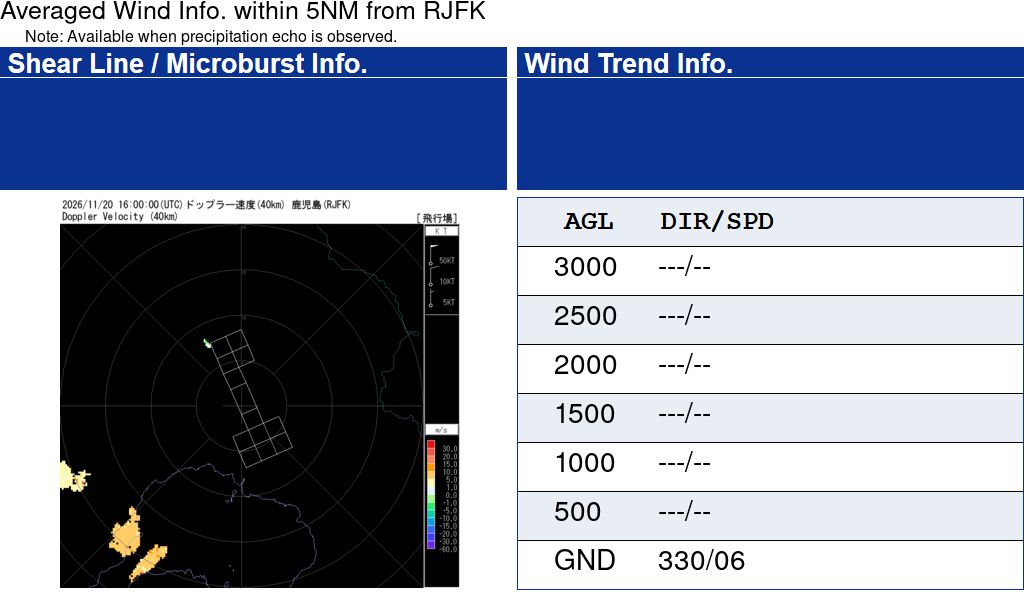 Averaged Wind Info. within 5NM from RJFK
Note: Available when precipitation echo is observed.
Shear Line / Microburst Info.
Wind Trend Info.
2026/11/20 16:00:00(UTC) ドップラー速度(40km) 鹿児島(RJFK)
Doppler Velocity (40km)
[飛行場]
KT
50KT
10KT
5KT
m/s
30.0
20.0
15.0
10.0
5.0
1.0
0.0
-1.0
-5.0
-10.0
-15.0
-20.0
-30.0
-60.0
AGL DIR/SPD
3000 ---/--
2500 ---/--
2000 ---/--
1500 ---/--
1000 ---/--
500 ---/--
GND 330/06